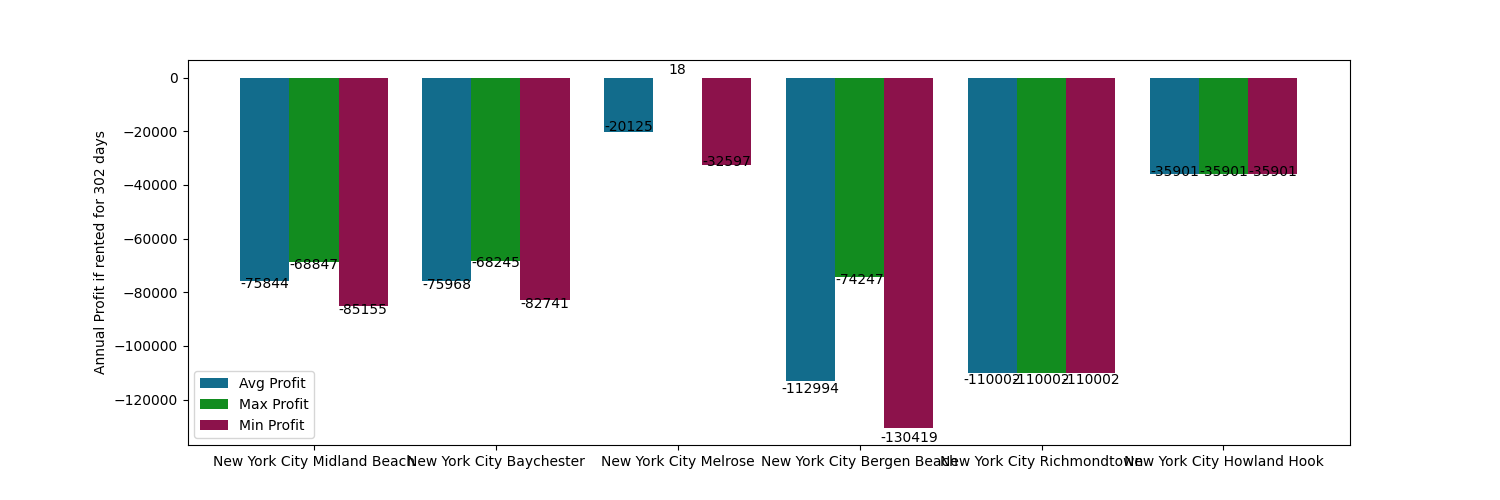 Annual Profit if rented for 302 days
0
−20000
−40000
−60000
−80000
−100000
−120000
18
-75844
-68847
-85155
-75968
-68245
-82741
-20125
-32597
-112994
-74247
-130419
-110002
-110002
-110002
-35901
-35901
-35901
Avg Profit
Max Profit
Min Profit
New York City Midland Beach
New York City Baychester
New York City Melrose
New York City Bergen Beach
New York City Richmondtown
New York City Howland Hook